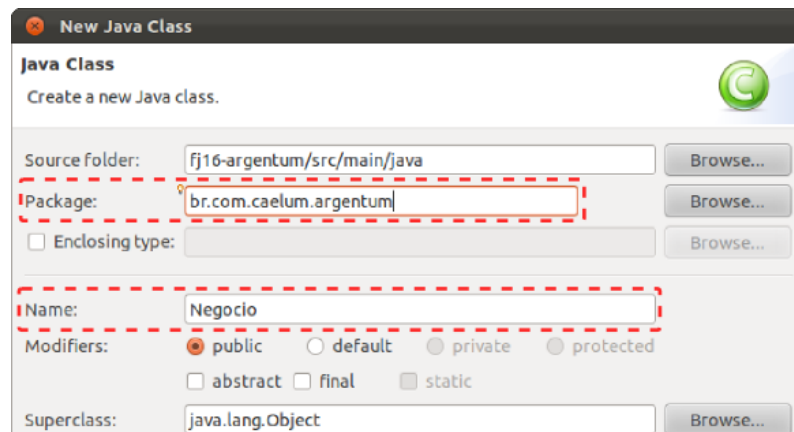 New Java Class
Java Class
Create a new Java class.
C
Source folder: fj16-argentum/src/main/java Browse...
Package: br.com.caelum.argentum Browse...
Enclosing type: Browse...
Name: Negocio
Modifiers: public default private protected
abstract final static
Superclass: java.lang.Object Browse...